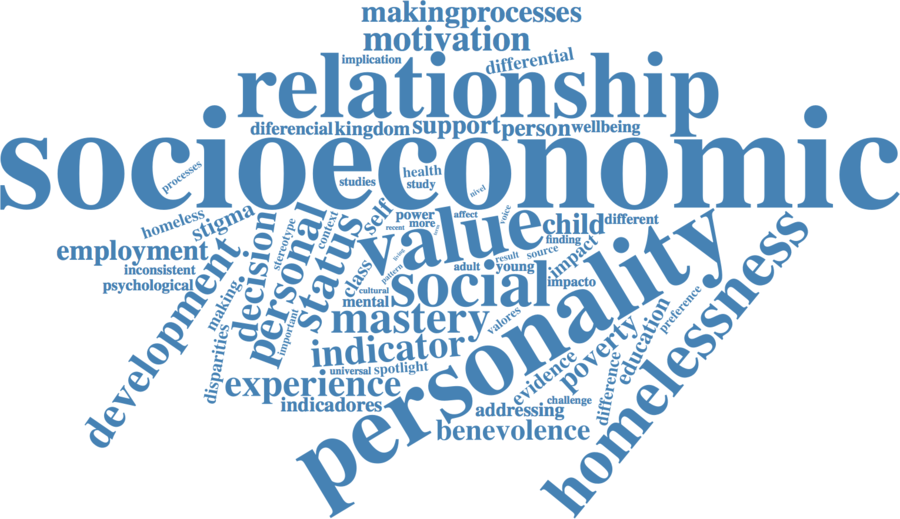 makingprocesses
motivation
implication
differential
relationship
diferencial
kingdom
support
person
wellbeing
socioeconomic
processes
studies
health
study
nivel
homeless
stigma
stereotype
context
self
power
more
recent
affect
voice
child
different
employment
inconsistent
psychological
development
making
decision
personal
important
status
class
value
living
pattern
cultural
mental
adult
result
young
source
finding
impact
impacto
social
mastery
valores
indicator
universal
spotlight
disparities
experience
indicadores
personality
evidence
poverty
challenge
addressing
benevolence
difference
education
preference
homelessness